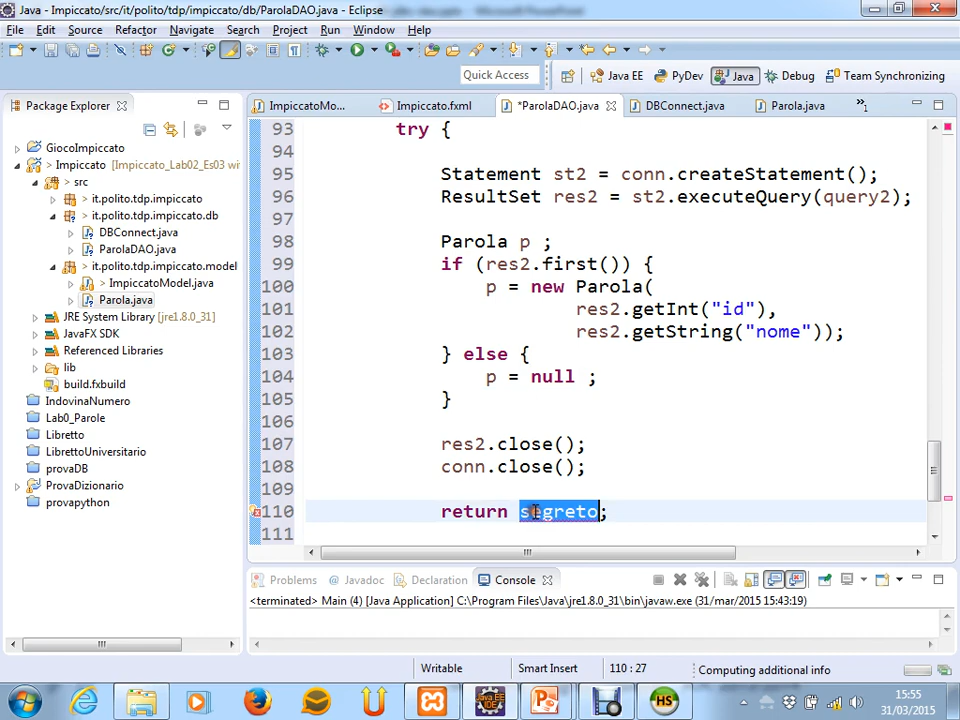 Java - Impiccato/src/it/polito/tdp/impiccato/db/ParolaDAO.java - Eclipse
File Edit Source Refactor Navigate Search Project Run Window Help
Quick Access Java EE PyDev Java Debug Team Synchronizing
Package Explorer
ImpiccatoMo... Impiccato.fxml *ParolaDAO.java DBConnect.java Parola.java »1
GiocoImpiccato
> Impiccato [Impiccato_Lab02_Es03 wi
> src
it.polito.tdp.impiccato
> it.polito.tdp.impiccato.db
DBConnect.java
ParolaDAO.java
> it.polito.tdp.impiccato.model
> ImpiccatoModel.java
Parola.java
JRE System Library [jre1.8.0_31]
JavaFX SDK
Referenced Libraries
lib
build.fxbuild
IndovinaNumero
Lab0_Parole
Libretto
LibrettoUniversitario
provaDB
ProvaDizionario
provapython
93 try {
94
95 Statement st2 = conn.createStatement();
96 ResultSet res2 = st2.executeQuery(query2);
97
98 Parola p ;
99 if (res2.first()) {
100 p = new Parola(
101 res2.getInt("id"),
102 res2.getString("nome"));
103 } else {
104 p = null ;
105 }
106
107 res2.close();
108 conn.close();
109
110 return segreto;
111
Problems @ Javadoc Declaration Console
<terminated> Main (4) [Java Application] C:\Program Files\Java\jre1.8.0_31\bin\javaw.exe (31/mar/2015 15:43:19)
Writable Smart Insert 110 : 27 Computing additional info
15:55
31/03/2015